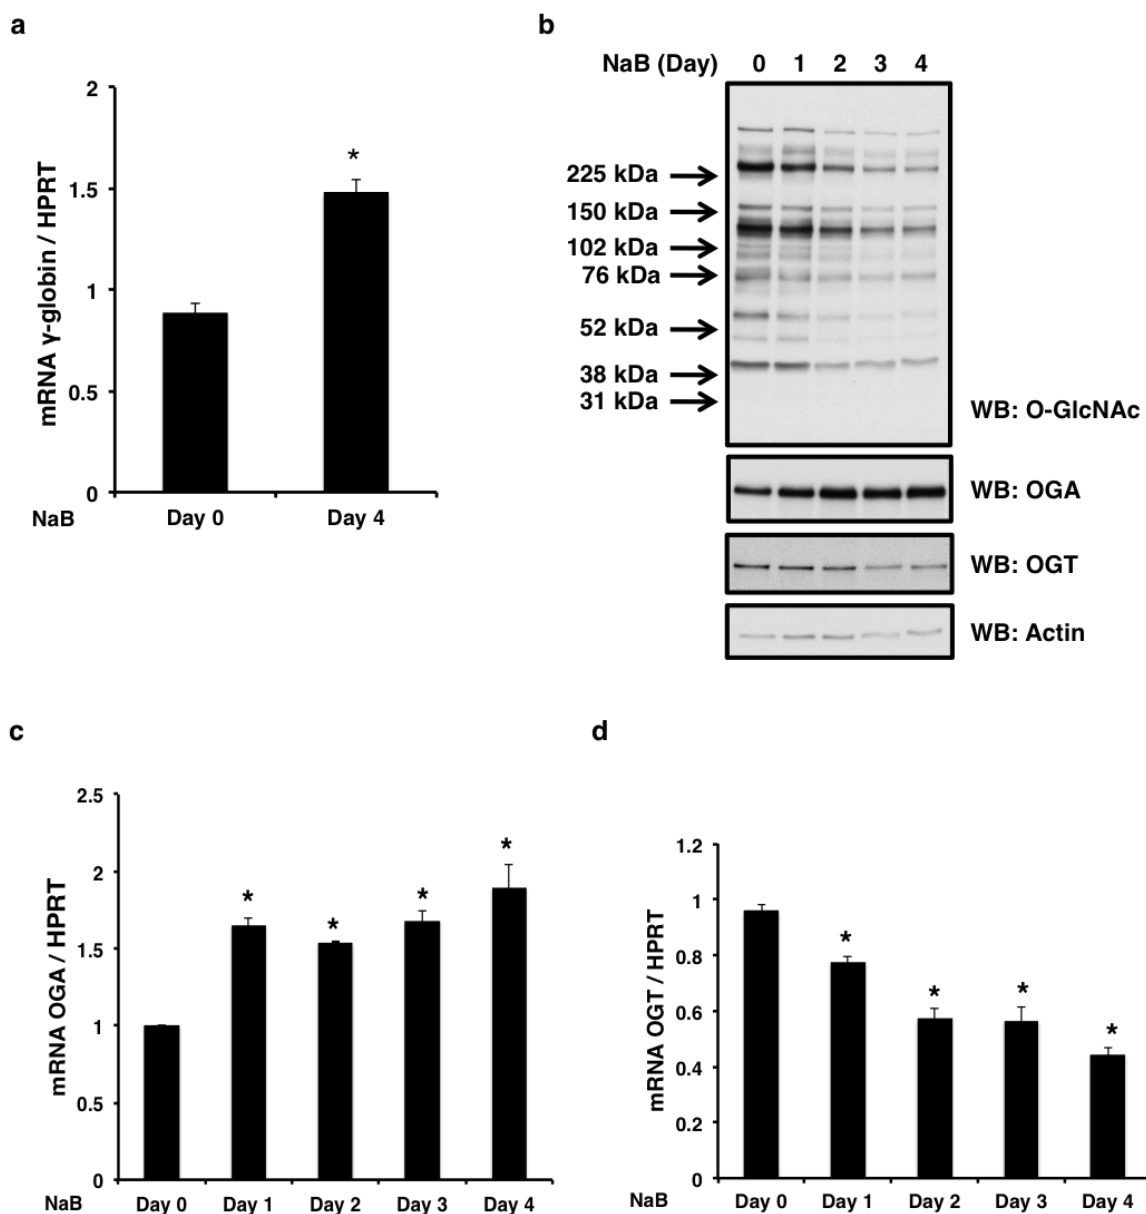 a
mRNA γ-globin / HPRT
2
1.5
1
0.5
0
*
NaB Day 0 Day 4
b
NaB (Day) 0 1 2 3 4
225 kDa
150 kDa
102 kDa
76 kDa
52 kDa
38 kDa
31 kDa
WB: O-GlcNAc
WB: OGA
WB: OGT
WB: Actin
c
mRNA OGA / HPRT
2.5
2
1.5
1
0.5
0
* * * *
NaB Day 0 Day 1 Day 2 Day 3 Day 4
d
mRNA OGT / HPRT
1.2
1
0.8
0.6
0.4
0.2
0
* * * *
NaB Day 0 Day 1 Day 2 Day 3 Day 4